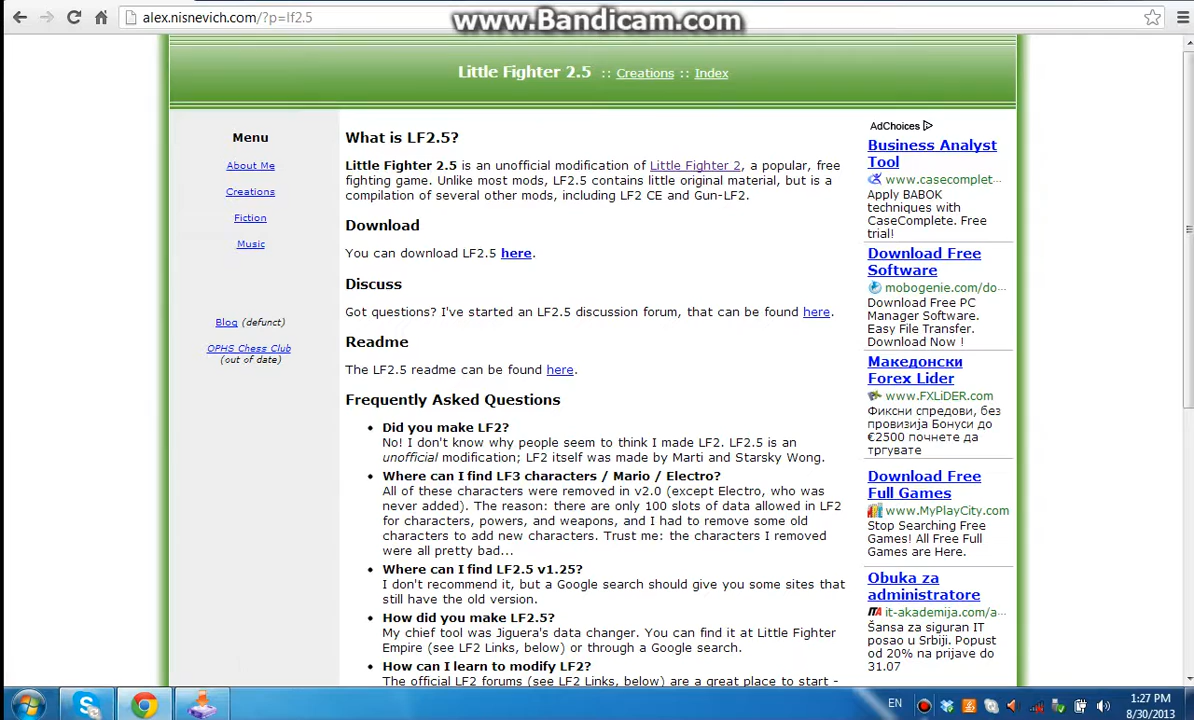 alex.nisnevich.com/?p=lf2.5
www.Bandicam.com
Little Fighter 2.5 :: Creations :: Index
Menu
About Me
Creations
Fiction
Music
Blog (defunct)
OPHS Chess Club
(out of date)
What is LF2.5?
Little Fighter 2.5 is an unofficial modification of Little Fighter 2, a popular, free
fighting game. Unlike most mods, LF2.5 contains little original material, but is a
compilation of several other mods, including LF2 CE and Gun-LF2.
Download
You can download LF2.5 here.
Discuss
Got questions? I've started an LF2.5 discussion forum, that can be found here.
Readme
The LF2.5 readme can be found here.
Frequently Asked Questions
• Did you make LF2?
No! I don't know why people seem to think I made LF2. LF2.5 is an
unofficial modification; LF2 itself was made by Marti and Starsky Wong.
• Where can I find LF3 characters / Mario / Electro?
All of these characters were removed in v2.0 (except Electro, who was
never added). The reason: there are only 100 slots of data allowed in LF2
for characters, powers, and weapons, and I had to remove some old
characters to add new characters. Trust me: the characters I removed
were all pretty bad...
• Where can I find LF2.5 v1.25?
I don't recommend it, but a Google search should give you some sites that
still have the old version.
• How did you make LF2.5?
My chief tool was Jiguera's data changer. You can find it at Little Fighter
Empire (see LF2 Links, below) or through a Google search.
• How can I learn to modify LF2?
The official LF2 forums (see LF2 Links, below) are a great place to start -
AdChoices
Business Analyst
Tool
www.casecomplet...
Apply BABOK
techniques with
CaseComplete. Free
trial!
Download Free
Software
mobogenie.com/do...
Download Free PC
Manager Software.
Easy File Transfer.
Download Now !
Македонски
Forex Lider
www.FXLiDER.com
Фиксни спредови, без
провизија Бонуси до
€2500 почнете да
тргувате
Download Free
Full Games
www.MyPlayCity.com
Stop Searching Free
Games! All Free Full
Games are Here.
Obuka za
administratore
it-akademija.com/a...
Šansa za siguran IT
posao u Srbiji. Popust
od 20% na prijave do
31.07
EN
1:27 PM
8/30/2013